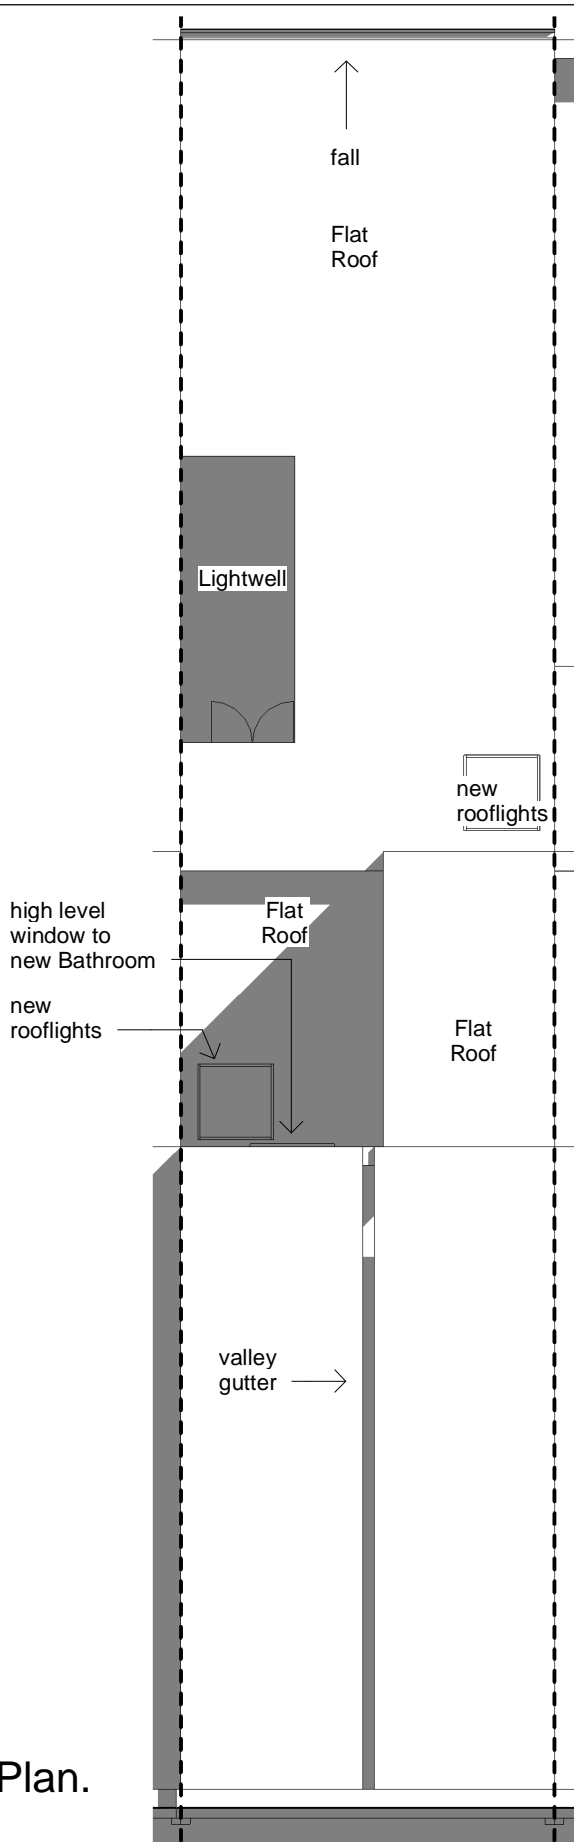 fall
Flat
Roof
Lightwell
new
rooflights
high level
window to
new Bathroom
Flat
Roof
new
rooflights
Flat
Roof
valley
gutter
Plan.